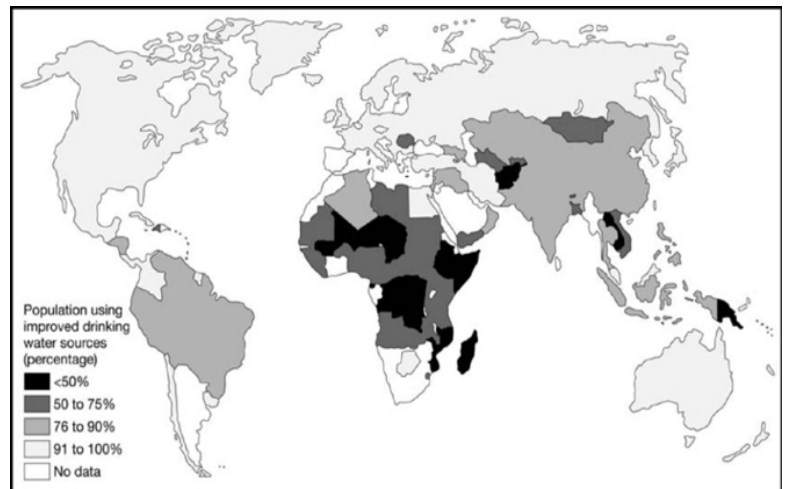 Population using
improved drinking
water sources
(percentage)
<50%
50 to 75%
76 to 90%
91 to 100%
No data